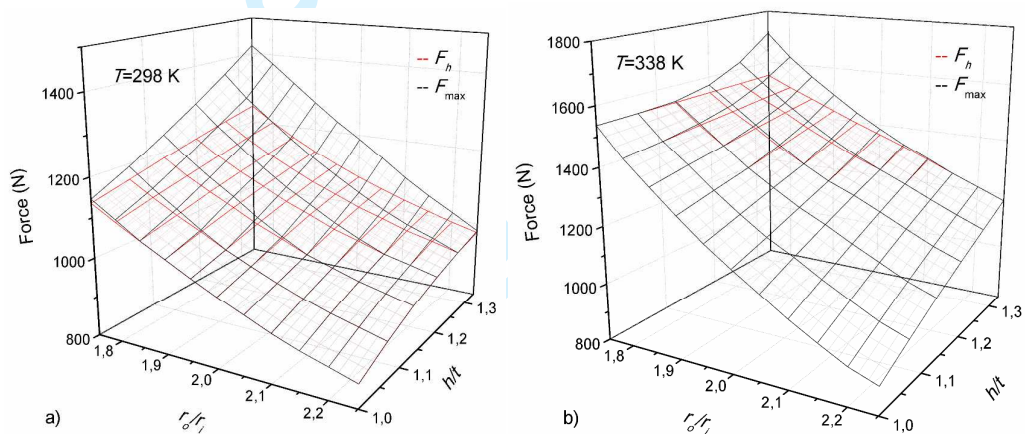 T=298 K
-- F_h
-- F_max
Force (N)
1400
1200
1000
800
1,8
1,9
2,0
2,1
2,2
r_o/r_i
1,0
1,1
1,2
1,3
h/t
a)
T=338 K
-- F_h
-- F_max
Force (N)
1800
1600
1400
1200
1000
800
1,8
1,9
2,0
2,1
2,2
r_o/r_i
1,0
1,1
1,2
1,3
h/t
b)